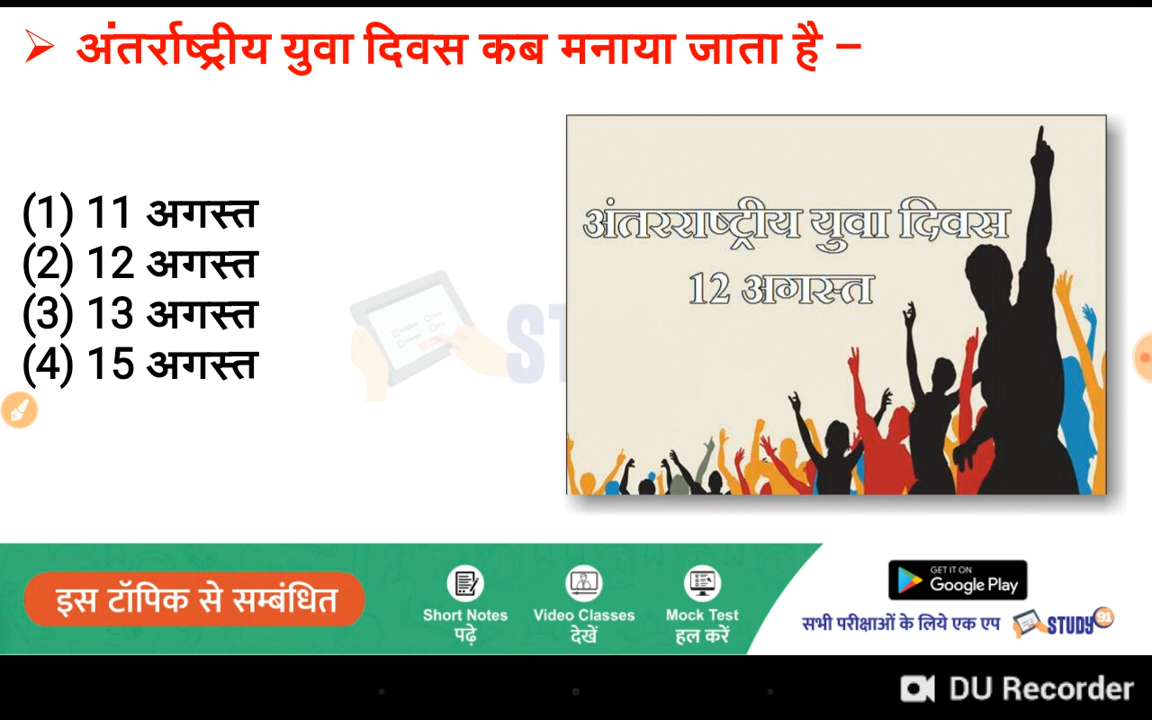 ➢ अंतर्राष्ट्रीय युवा दिवस कब मनाया जाता है –
(1) 11 अगस्त
(2) 12 अगस्त
(3) 13 अगस्त
(4) 15 अगस्त
अंतरराष्ट्रीय युवा दिवस
12 अगस्त
ST
इस टॉपिक से सम्बंधित
Short Notes
पढ़े
Video Classes
देखें
Mock Test
हल करें
GET IT ON
Google Play
सभी परीक्षाओं के लिये एक एप
STUDY 91
DU Recorder